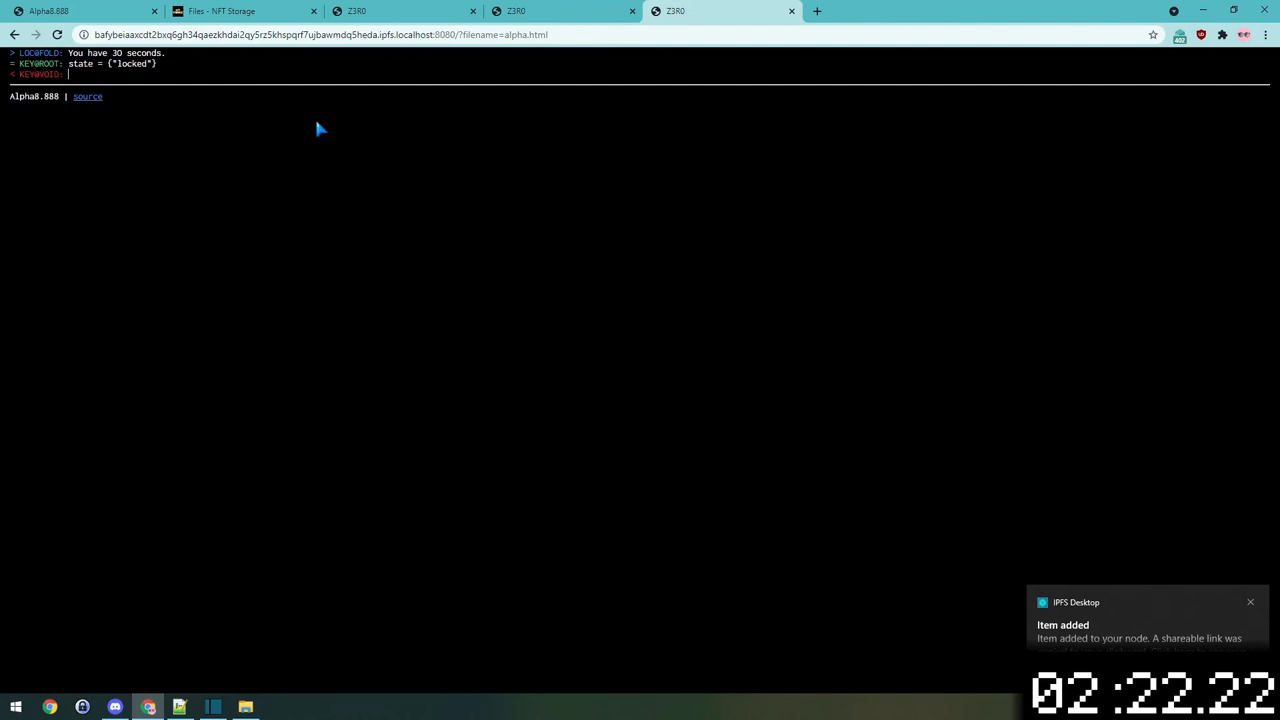 Alpha8.888
Files - NFT Storage
Z3R0
Z3R0
Z3R0
bafybeiaaxcdt2bxq6gh34qaezkhdai2qy5rz5khspqrf7ujbawmdq5heda.ipfs.localhost:8080/?filename=alpha.html
402
> LOC@FOLD: You have 30 seconds.
= KEY@ROOT: state = {"locked"}
< KEY@VOID:
Alpha8.888 | source
IPFS Desktop
Item added
Item added to your node. A shareable link was
02:22.22